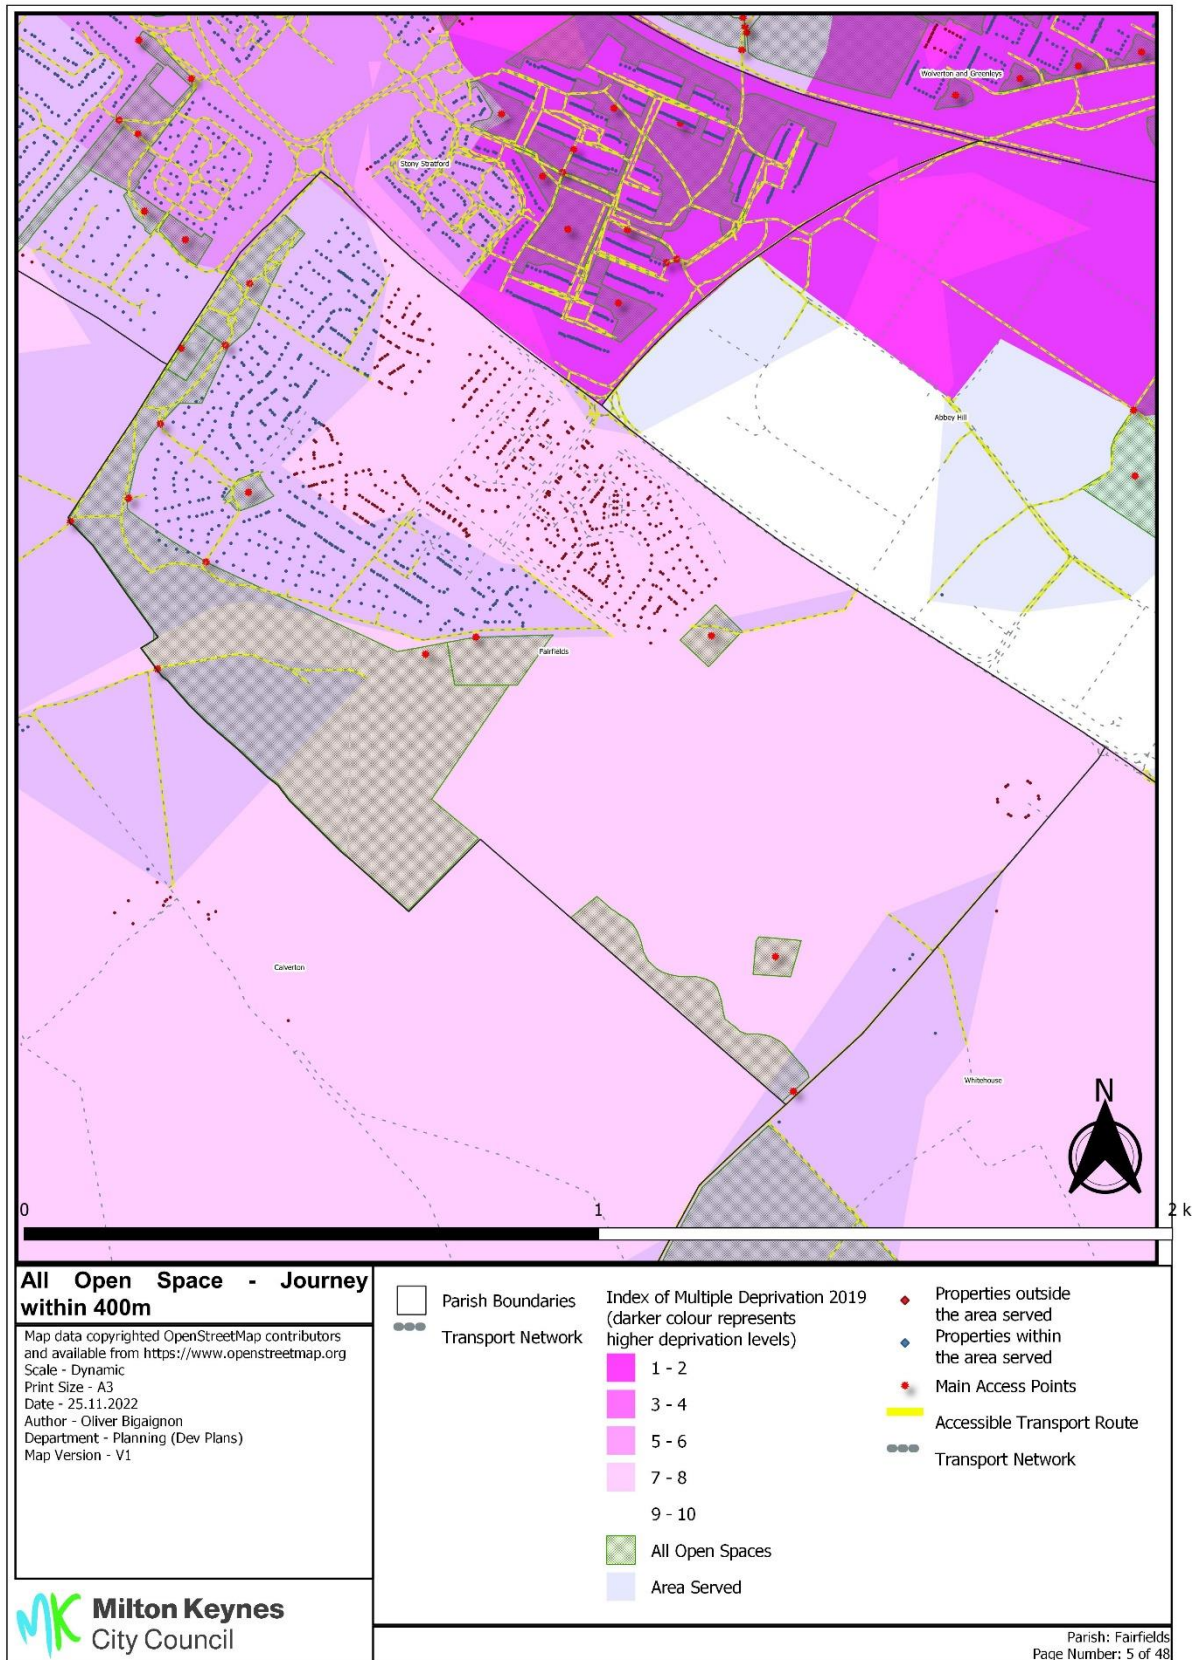 Wolverton and Greenleys
Stony Stratford
Abbey Hill
Fairfields
Calverton
Whitehouse
N
0 1 2 k
All Open Space - Journey
within 400m
Map data copyrighted OpenStreetMap contributors
and available from https://www.openstreetmap.org
Scale - Dynamic
Print Size - A3
Date - 25.11.2022
Author - Oliver Bigaignon
Department - Planning (Dev Plans)
Map Version - V1
MK Milton Keynes
City Council
Parish Boundaries
Transport Network
Index of Multiple Deprivation 2019
(darker colour represents
higher deprivation levels)
1 - 2
3 - 4
5 - 6
7 - 8
9 - 10
All Open Spaces
Area Served
Properties outside
the area served
Properties within
the area served
Main Access Points
Accessible Transport Route
Transport Network
Parish: Fairfields
Page Number: 5 of 48